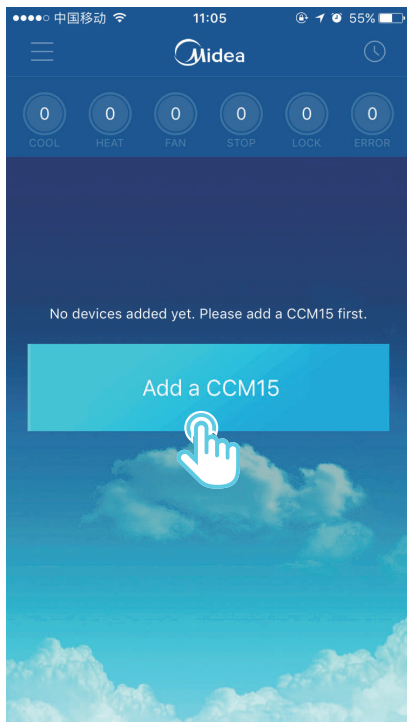 中国移动 11:05 55%
Midea
0 0 0 0 0 0
COOL HEAT FAN STOP LOCK ERROR
No devices added yet. Please add a CCM15 first.
Add a CCM15